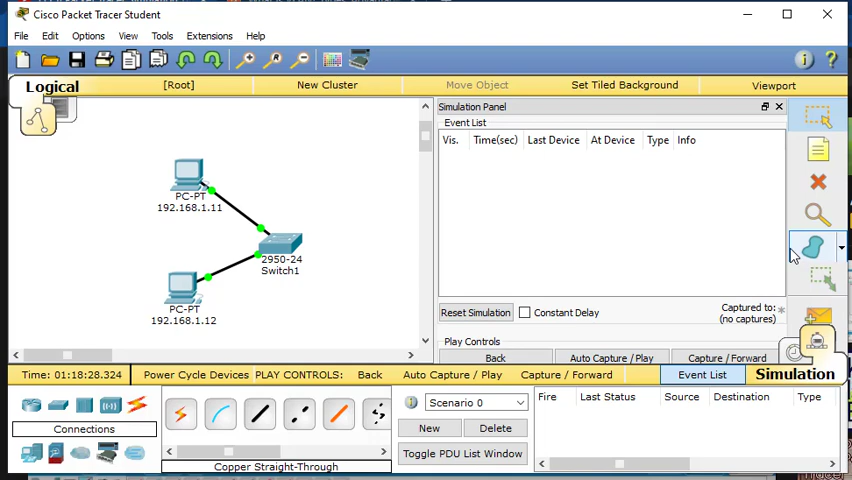 Cisco Packet Tracer Student
File Edit Options View Tools Extensions Help
Logical [Root] New Cluster Move Object Set Tiled Background Viewport
Simulation Panel
Event List
Vis. Time(sec) Last Device At Device Type Info
PC-PT
192.168.1.11
2950-24
Switch1
PC-PT
192.168.1.12
Reset Simulation Constant Delay Captured to:
(no captures)
Play Controls
Back Auto Capture / Play Capture / Forward
Time: 01:18:28.324 Power Cycle Devices PLAY CONTROLS: Back Auto Capture / Play Capture / Forward Event List Simulation
Connections
Copper Straight-Through
Scenario 0
New Delete
Toggle PDU List Window
Fire Last Status Source Destination Type